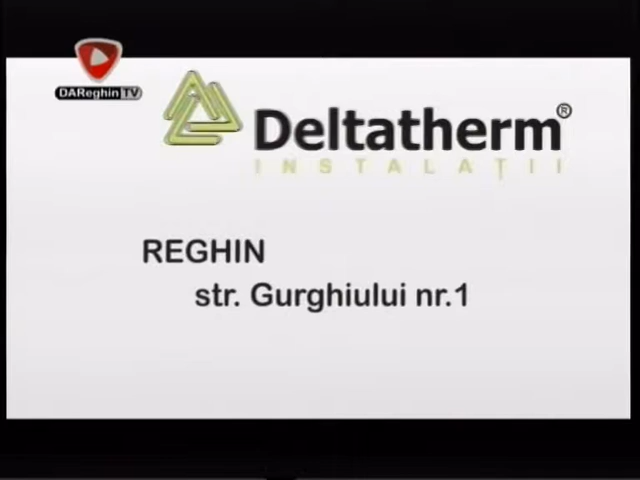 DAReghin TV
Deltatherm®
INSTALAȚII
REGHIN
str. Gurghiului nr.1